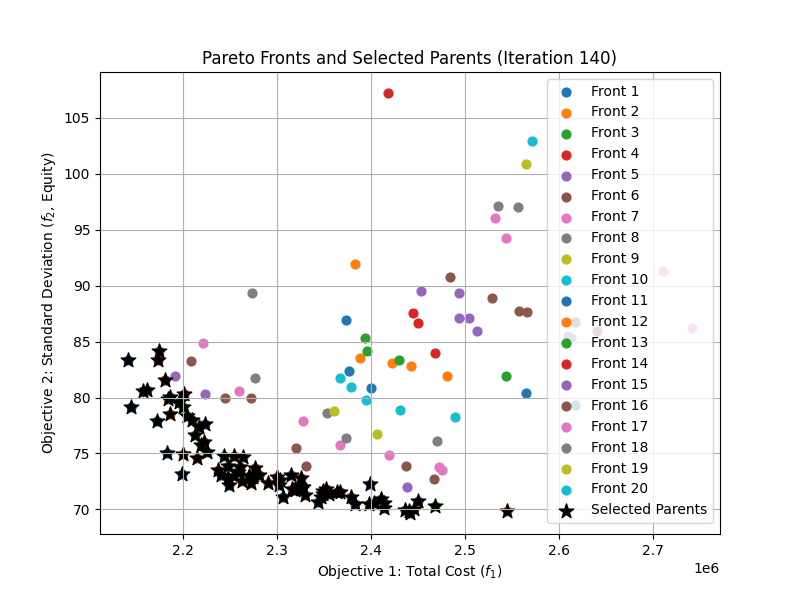 Pareto Fronts and Selected Parents (Iteration 140)
Objective 2: Standard Deviation (f₂, Equity)
105
100
95
90
85
80
75
70
2.2
2.3
2.4
2.5
2.6
2.7
1e6
Objective 1: Total Cost (f₁)
Front 1
Front 2
Front 3
Front 4
Front 5
Front 6
Front 7
Front 8
Front 9
Front 10
Front 11
Front 12
Front 13
Front 14
Front 15
Front 16
Front 17
Front 18
Front 19
Front 20
Selected Parents